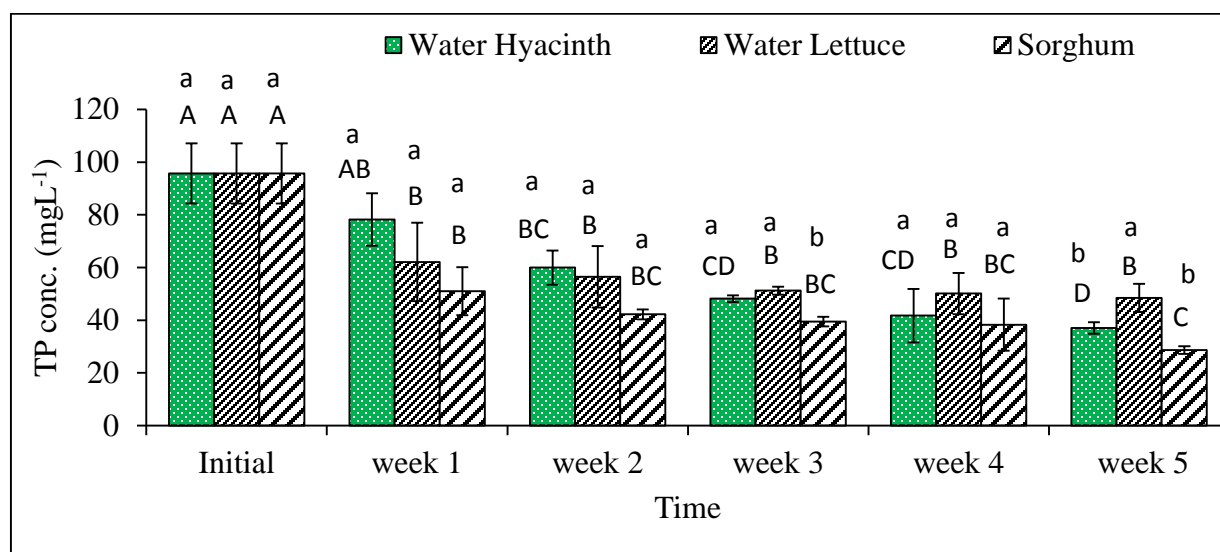 Water Hyacinth Water Lettuce Sorghum
a a a
A A A
a
AB
a
B
a
B
a
BC
a
B
a
BC
a
CD
a
B
b
BC
a
CD
a
B
a
BC
b
D
a
B
b
C
120
100
80
60
40
20
0
TP conc. (mgL-1)
Initial week 1 week 2 week 3 week 4 week 5
Time